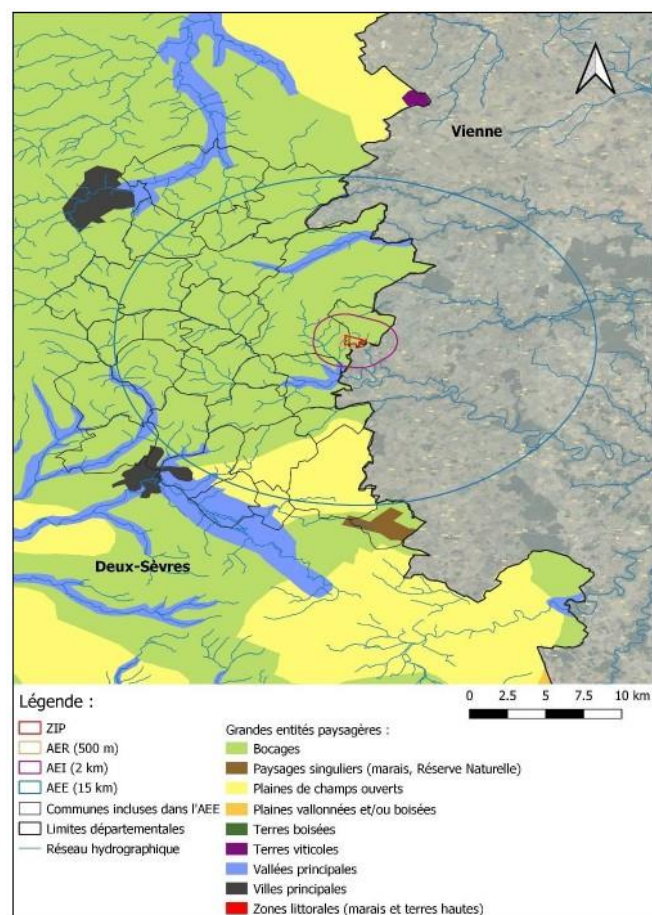 Vienne
Deux-Sèvres
0 2.5 5 7.5 10 km
Légende :
ZIP
AER (500 m)
AEI (2 km)
AEE (15 km)
Communes incluses dans l'AEE
Limites départementales
Réseau hydrographique
Grandes entités paysagères :
Bocages
Paysages singuliers (marais, Réserve Naturelle)
Plaines de champs ouverts
Plaines vallonnées et/ou boisées
Terres boisées
Terres viticoles
Vallées principales
Villes principales
Zones littorales (marais et terres hautes)